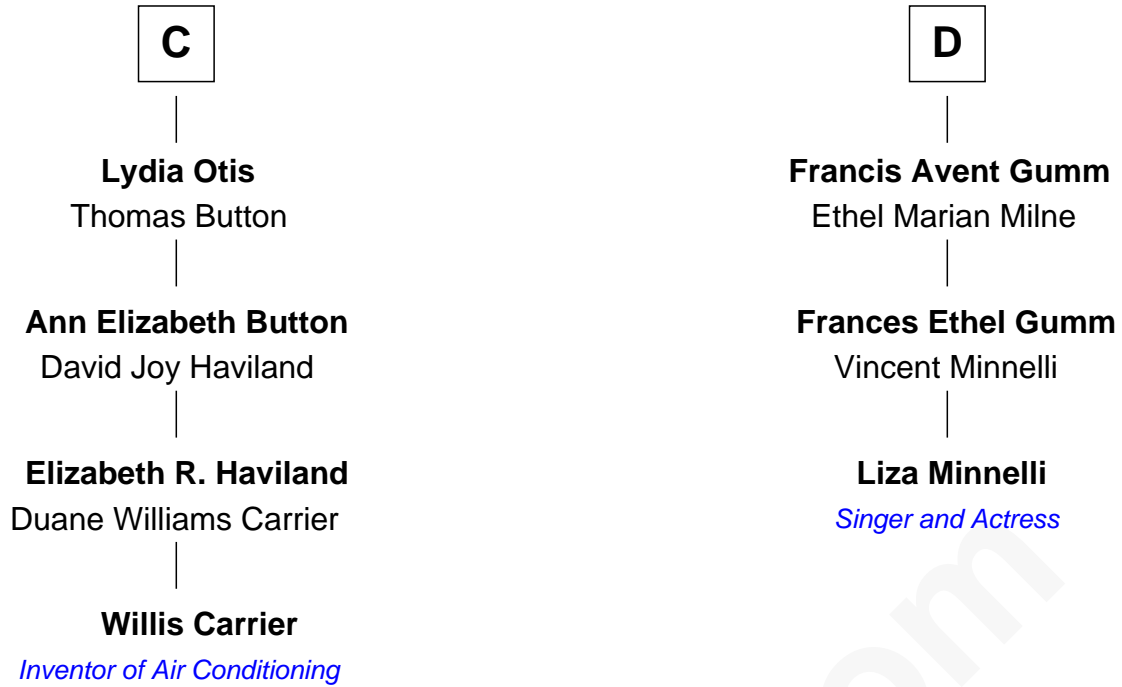 C
Lydia Otis
Thomas Button
Ann Elizabeth Button
David Joy Haviland
Elizabeth R. Haviland
Duane Williams Carrier
Willis Carrier
Inventor of Air Conditioning
D
Francis Avent Gumm
Ethel Marian Milne
Frances Ethel Gumm
Vincent Minnelli
Liza Minnelli
Singer and Actress
om